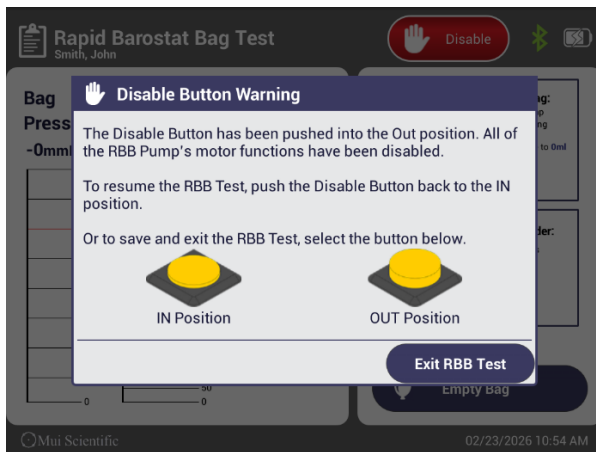 Rapid Barostat Bag Test
Smith, John
Disable
Bag
Press
-0mm
Disable Button Warning
The Disable Button has been pushed into the Out position. All of
the RBB Pump's motor functions have been disabled.
To resume the RBB Test, push the Disable Button back to the IN
position.
Or to save and exit the RBB Test, select the button below.
IN Position
OUT Position
Exit RBB Test
to 0ml
50
0
0
Empty Bag
Mui Scientific
02/23/2026 10:54 AM